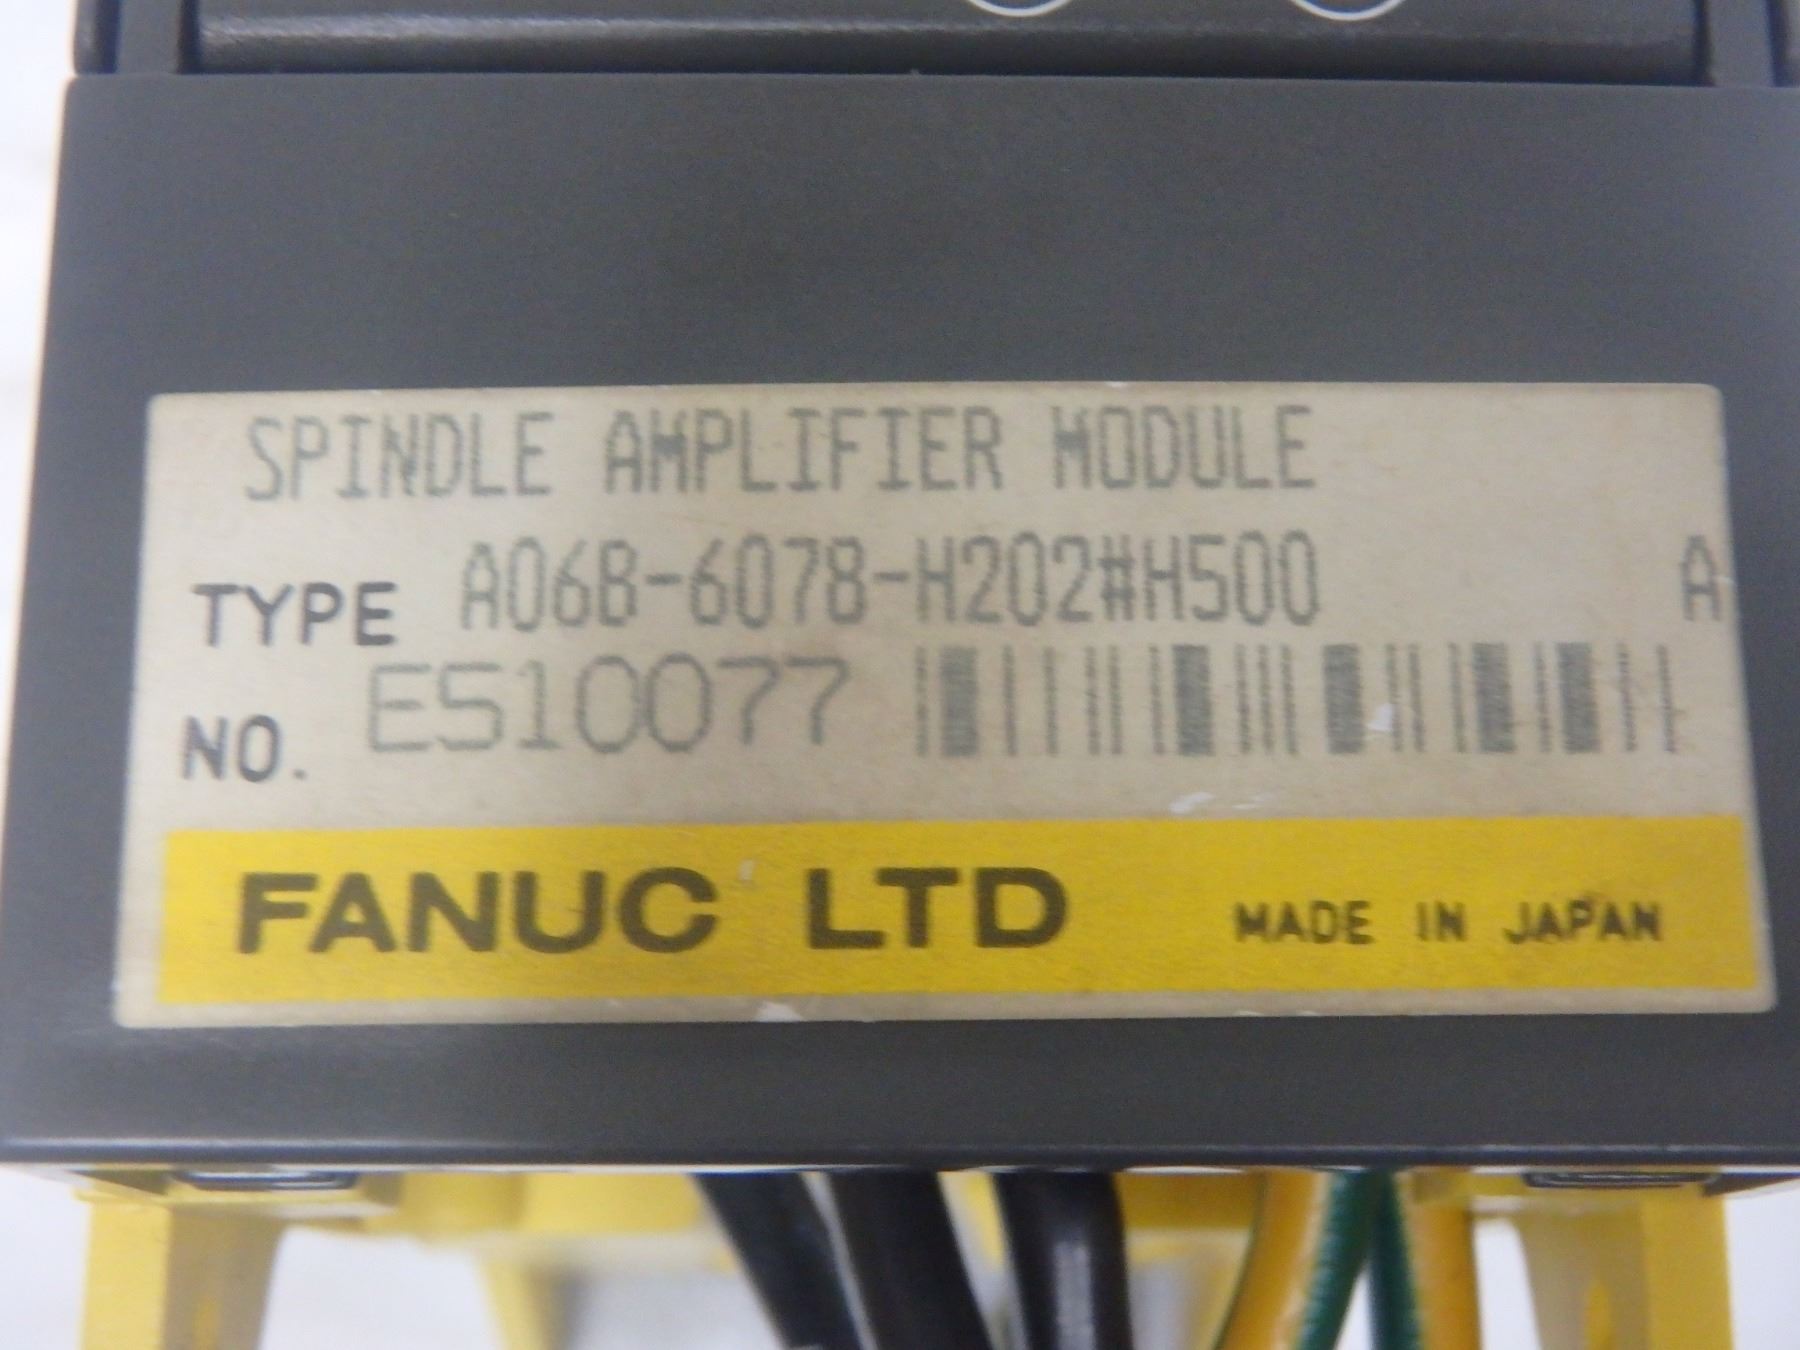 SPINDLE AMPLIFIER MODULE
TYPE A06B-6078-H202#H500 A
NO. E510077
FANUC LTD MADE IN JAPAN